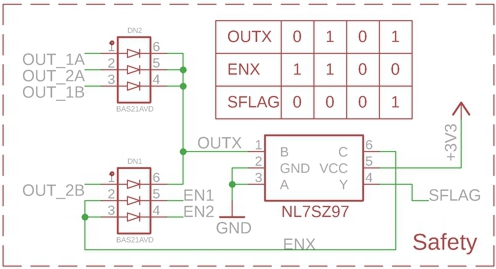 DN2
1 6
2 5
3 4
OUT_1A
OUT_2A
OUT_1B
BAS21AVD
OUTX 0 1 0 1
ENX 1 1 0 0
SFLAG 0 0 0 1
+3V3
OUTX
1 B C 6
2 GND VCC 5
3 A Y 4
NL7SZ97
SFLAG
GND
DN1
1 6
2 5
3 4
OUT_2B
EN1
EN2
BAS21AVD
ENX
Safety